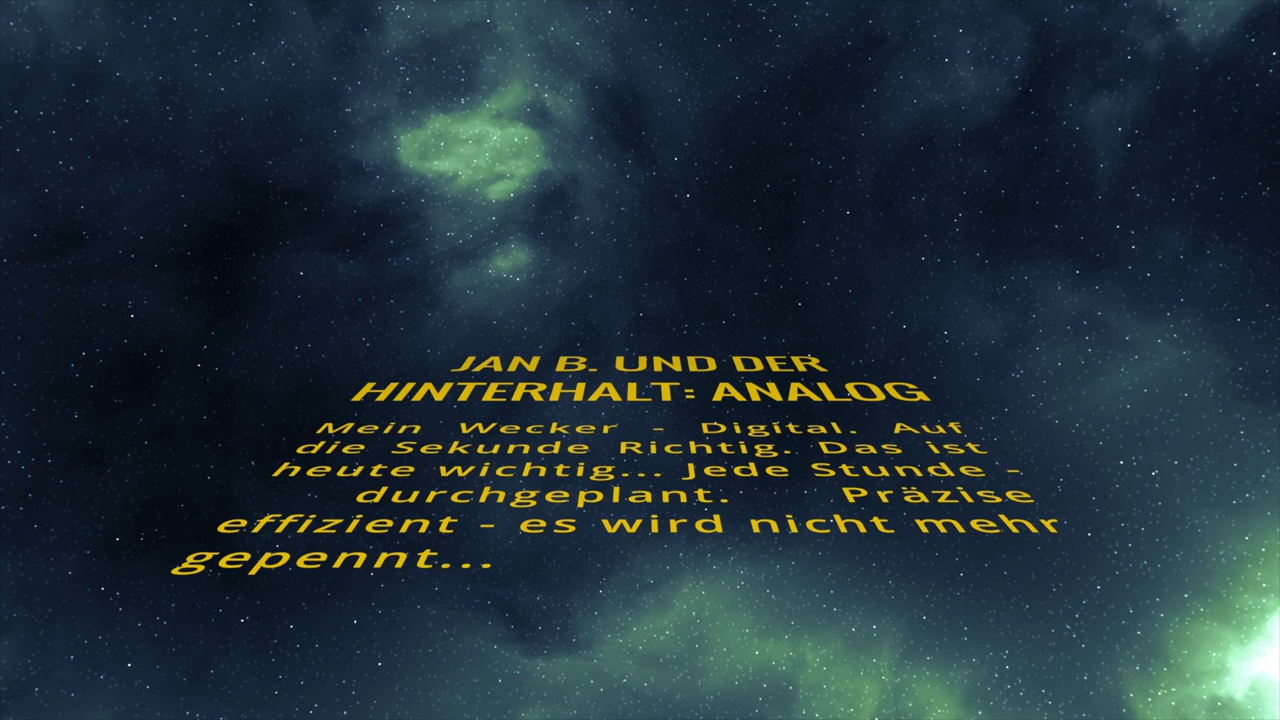 JAN B. UND DER
HINTERHALT: ANALOG
Mein Wecker - Digital. Auf
die Sekunde Richtig. Das ist
heute wichtig... Jede Stunde -
durchgeplant. Präzise
effizient - es wird nicht mehr
gepennt...